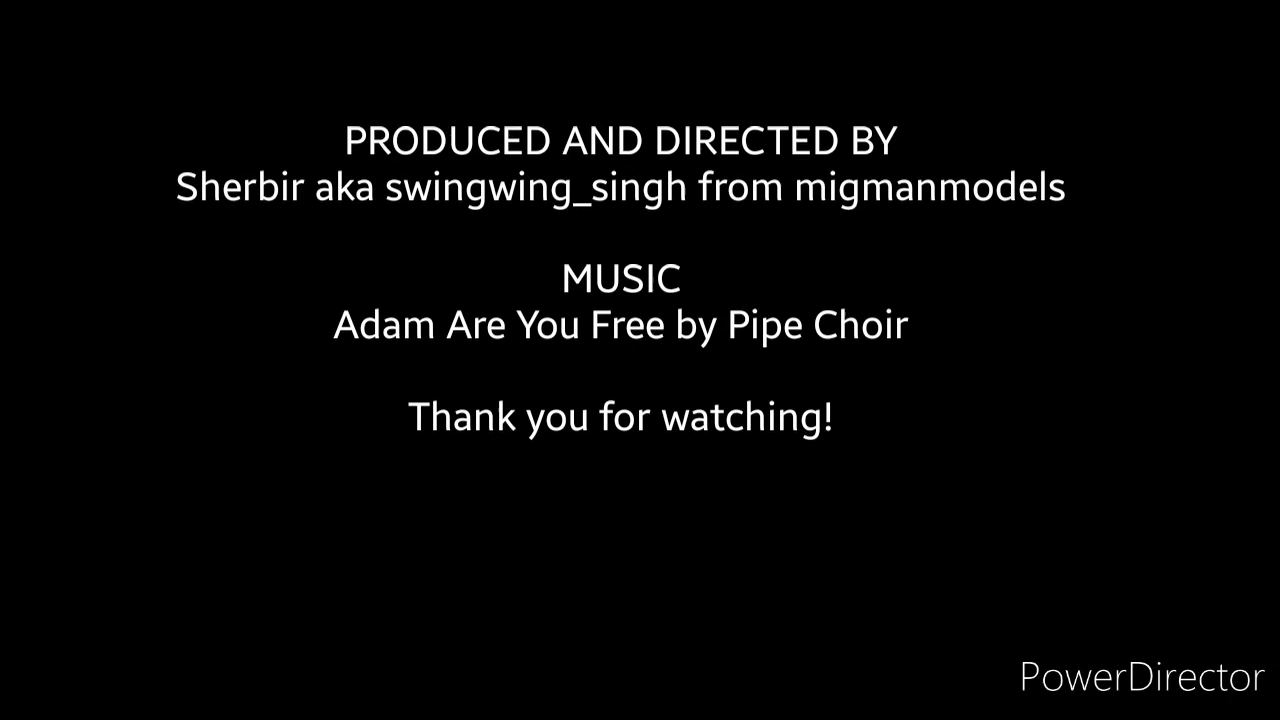 PRODUCED AND DIRECTED BY
Sherbir aka swingwing_singh from migmanmodels
MUSIC
Adam Are You Free by Pipe Choir
Thank you for watching!
PowerDirector